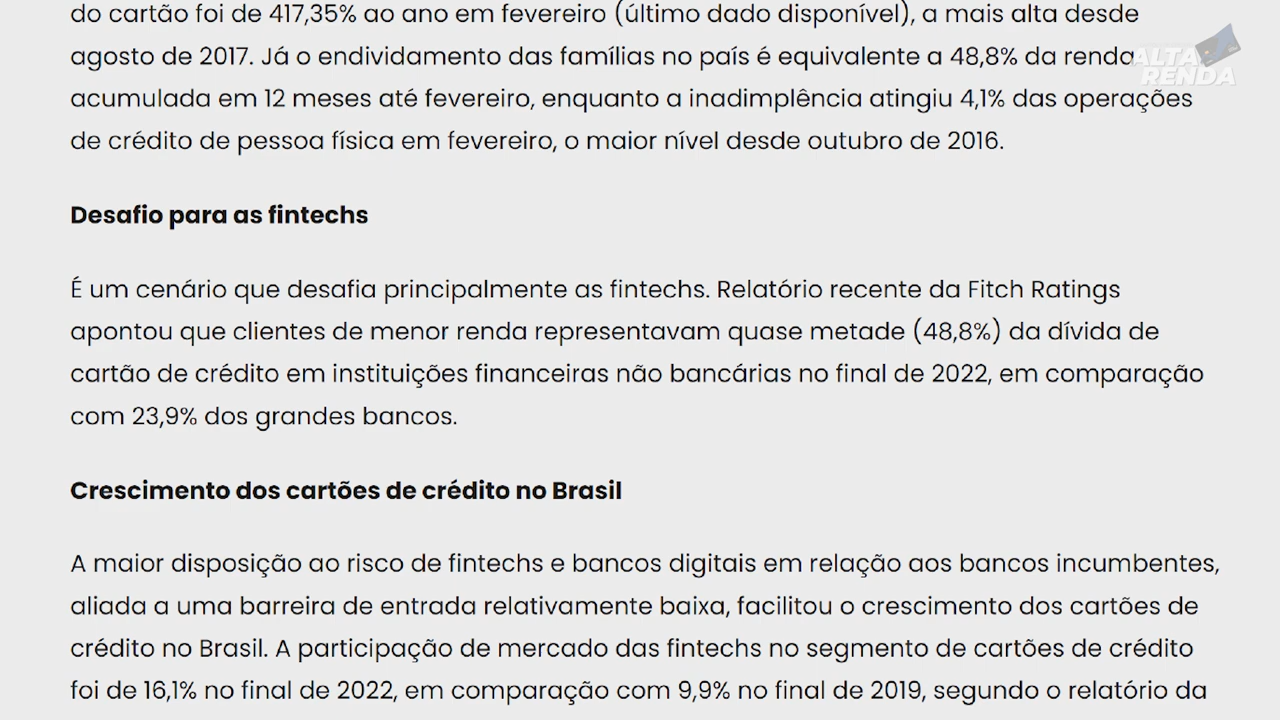 do cartão foi de 417,35% ao ano em fevereiro (último dado disponível), a mais alta desde
agosto de 2017. Já o endividamento das famílias no país é equivalente a 48,8% da renda
acumulada em 12 meses até fevereiro, enquanto a inadimplência atingiu 4,1% das operações
de crédito de pessoa física em fevereiro, o maior nível desde outubro de 2016.
ALTA
RENDA
Desafio para as fintechs
É um cenário que desafia principalmente as fintechs. Relatório recente da Fitch Ratings
apontou que clientes de menor renda representavam quase metade (48,8%) da dívida de
cartão de crédito em instituições financeiras não bancárias no final de 2022, em comparação
com 23,9% dos grandes bancos.
Crescimento dos cartões de crédito no Brasil
A maior disposição ao risco de fintechs e bancos digitais em relação aos bancos incumbentes,
aliada a uma barreira de entrada relativamente baixa, facilitou o crescimento dos cartões de
crédito no Brasil. A participação de mercado das fintechs no segmento de cartões de crédito
foi de 16,1% no final de 2022, em comparação com 9,9% no final de 2019, segundo o relatório da